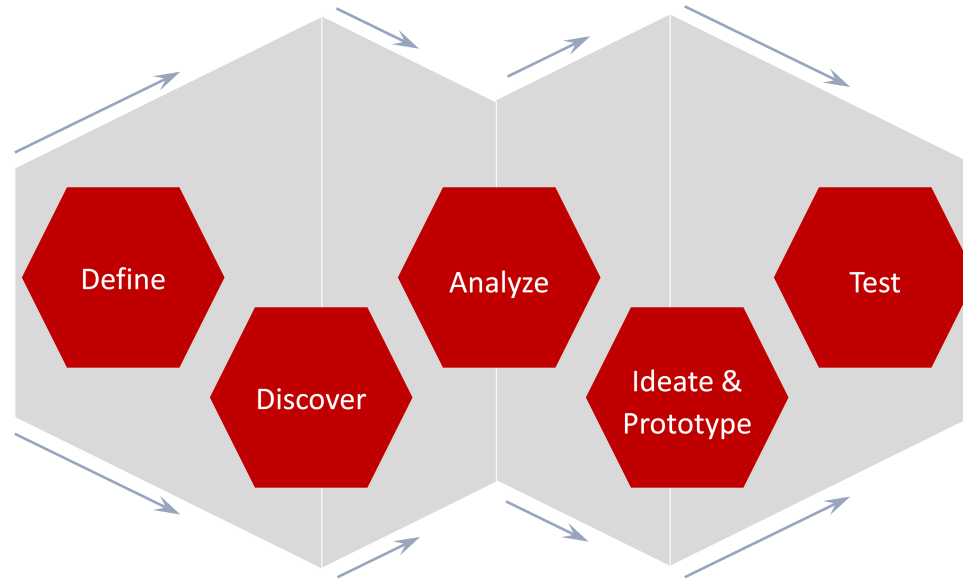 Define
Discover
Analyze
Ideate &
Prototype
Test